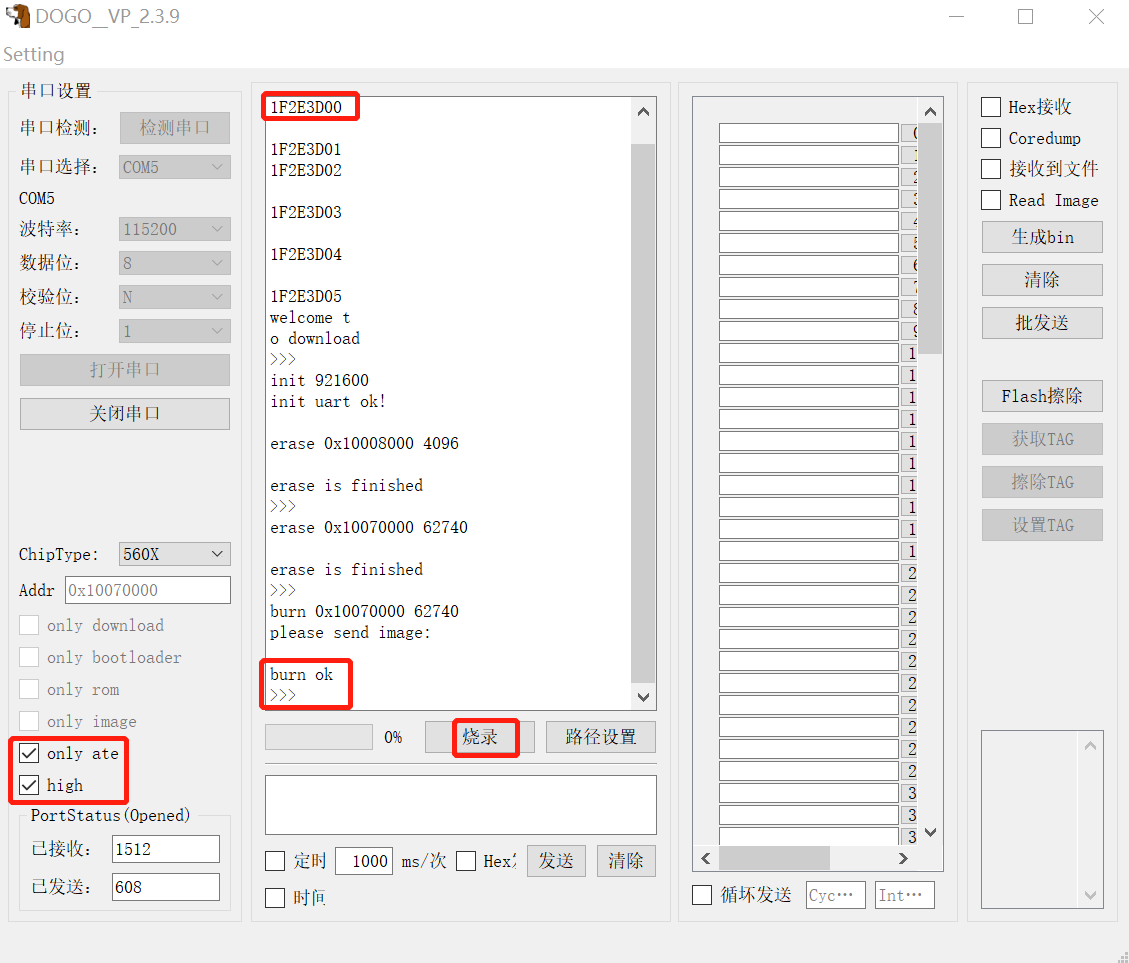 DOGO__VP_2.3.9
Setting
串口设置
串口检测: 检测串口
串口选择: COM5
COM5
波特率: 115200
数据位: 8
校验位: N
停止位: 1
打开串口
关闭串口
ChipType: 560X
Addr 0x10070000
only download
only bootloader
only rom
only image
only ate
high
PortStatus(Opened)
已接收: 1512
已发送: 608
1F2E3D00
1F2E3D01
1F2E3D02
1F2E3D03
1F2E3D04
1F2E3D05
welcome t
o download
>>>
init 921600
init uart ok!
erase 0x10008000 4096
erase is finished
>>>
erase 0x10070000 62740
erase is finished
>>>
burn 0x10070000 62740
please send image:
burn ok
>>>
0% 烧录 路径设置
定时 1000 ms/次 Hex 发送 清除
时间
循环发送 Cyc… Int…
Hex接收
Coredump
接收到文件
Read Image
生成bin
清除
批发送
Flash擦除
获取TAG
擦除TAG
设置TAG